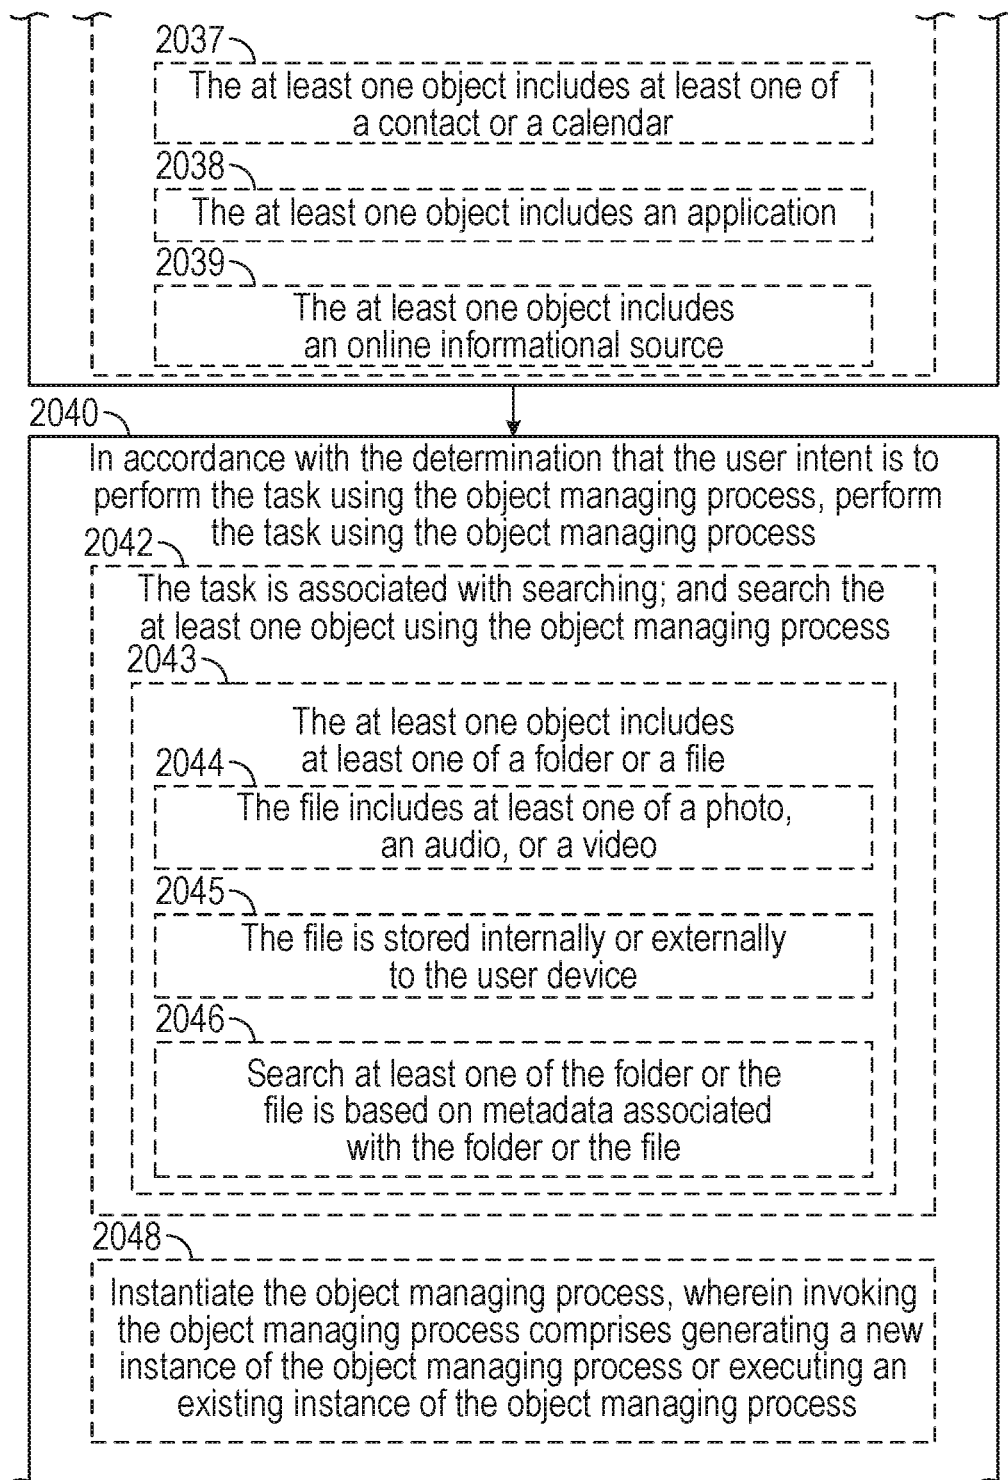 2037
The at least one object includes at least one of
a contact or a calendar
2038
The at least one object includes an application
2039
The at least one object includes
an online informational source
2040
In accordance with the determination that the user intent is to
perform the task using the object managing process, perform
the task using the object managing process
2042
The task is associated with searching; and search the
at least one object using the object managing process
2043
The at least one object includes
at least one of a folder or a file
2044
The file includes at least one of a photo,
an audio, or a video
2045
The file is stored internally or externally
to the user device
2046
Search at least one of the folder or the
file is based on metadata associated
with the folder or the file
2048
Instantiate the object managing process, wherein invoking
the object managing process comprises generating a new
instance of the object managing process or executing an
existing instance of the object managing process